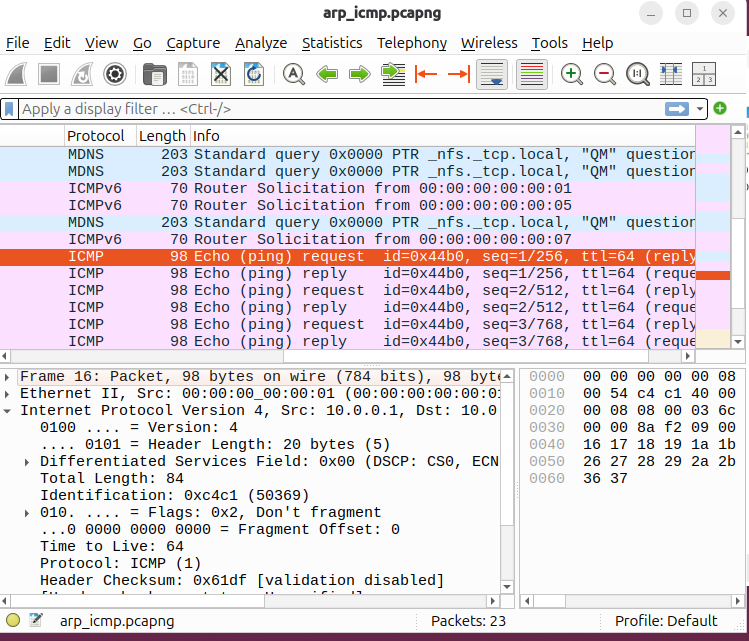 arp_icmp.pcapng
File Edit View Go Capture Analyze Statistics Telephony Wireless Tools Help
Apply a display filter … <Ctrl-/>
Protocol Length Info
MDNS 203 Standard query 0x0000 PTR _nfs._tcp.local, "QM" question
MDNS 203 Standard query 0x0000 PTR _nfs._tcp.local, "QM" question
ICMPv6 70 Router Solicitation from 00:00:00:00:00:01
ICMPv6 70 Router Solicitation from 00:00:00:00:00:05
MDNS 203 Standard query 0x0000 PTR _nfs._tcp.local, "QM" question
ICMPv6 70 Router Solicitation from 00:00:00:00:00:07
ICMP 98 Echo (ping) request id=0x44b0, seq=1/256, ttl=64 (reply
ICMP 98 Echo (ping) reply id=0x44b0, seq=1/256, ttl=64 (reque
ICMP 98 Echo (ping) request id=0x44b0, seq=2/512, ttl=64 (reply
ICMP 98 Echo (ping) reply id=0x44b0, seq=2/512, ttl=64 (reque
ICMP 98 Echo (ping) request id=0x44b0, seq=3/768, ttl=64 (reply
ICMP 98 Echo (ping) reply id=0x44b0, seq=3/768, ttl=64 (reque
Frame 16: Packet, 98 bytes on wire (784 bits), 98 byte
Ethernet II, Src: 00:00:00_00:00:01 (00:00:00:00:00:01
Internet Protocol Version 4, Src: 10.0.0.1, Dst: 10.0
0100 .... = Version: 4
.... 0101 = Header Length: 20 bytes (5)
Differentiated Services Field: 0x00 (DSCP: CS0, ECN
Total Length: 84
Identification: 0xc4c1 (50369)
010. .... = Flags: 0x2, Don't fragment
...0 0000 0000 0000 = Fragment Offset: 0
Time to Live: 64
Protocol: ICMP (1)
Header Checksum: 0x61df [validation disabled]
0000 00 00 00 00 00 08
0010 00 54 c4 c1 40 00
0020 00 08 08 00 03 6c
0030 00 00 8a f2 09 00
0040 16 17 18 19 1a 1b
0050 26 27 28 29 2a 2b
0060 36 37
arp_icmp.pcapng Packets: 23 Profile: Default